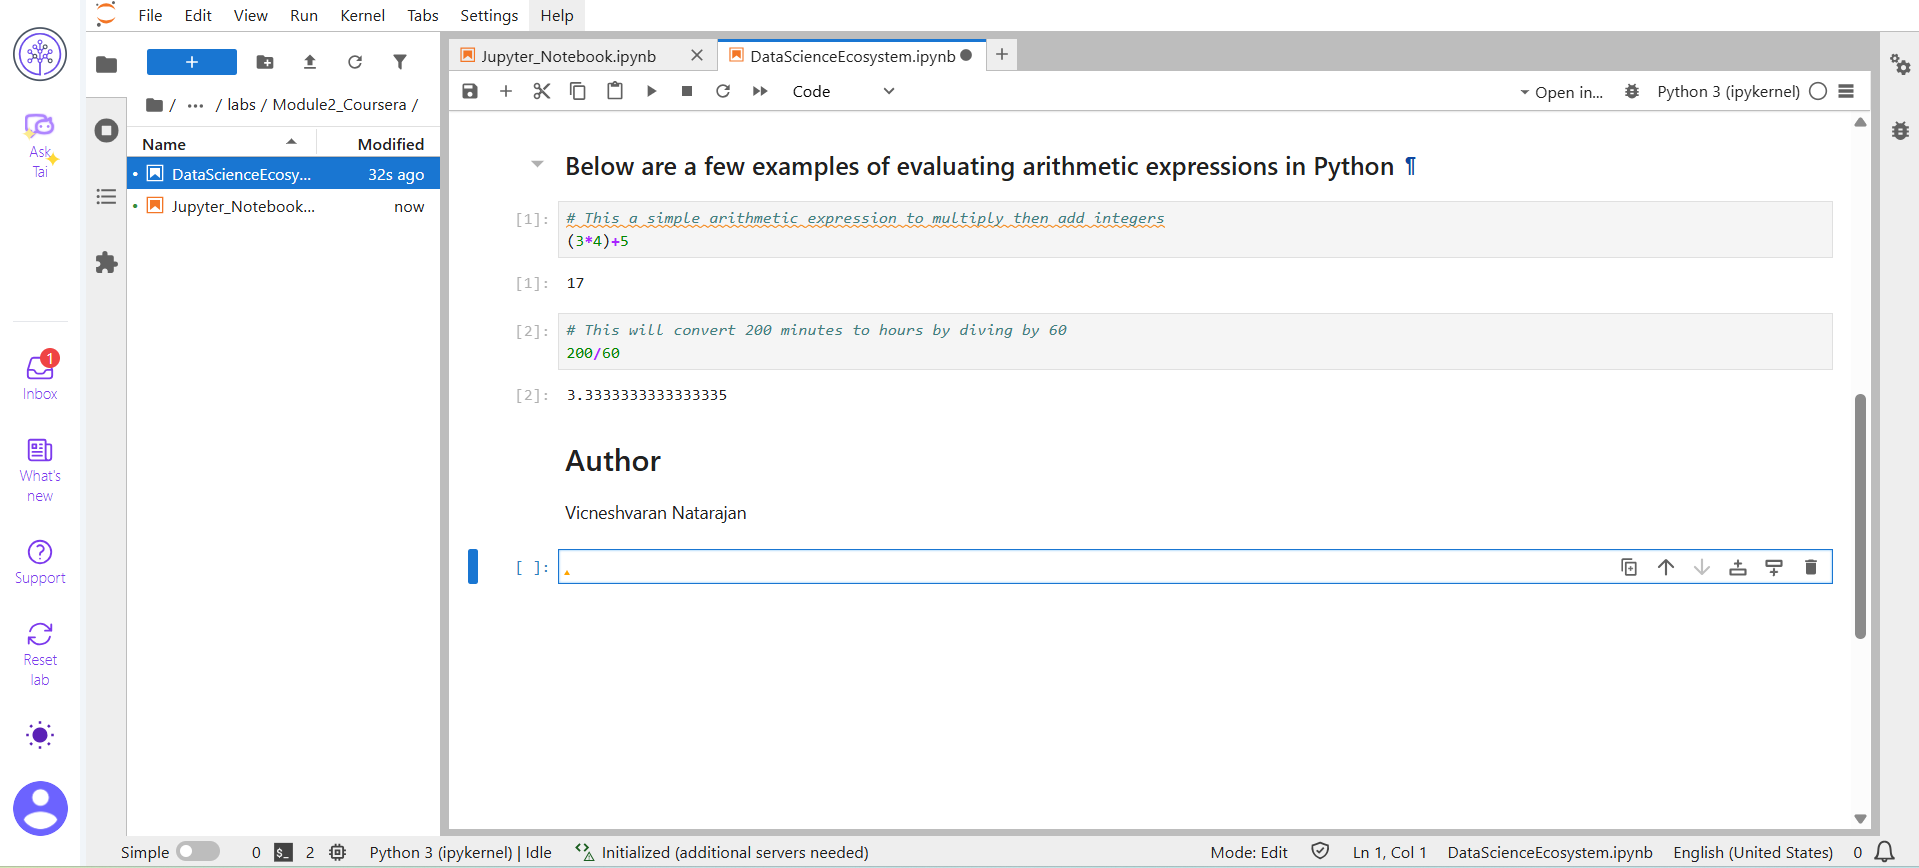 File Edit View Run Kernel Tabs Settings Help
Ask
Tai
1
Inbox
What's
new
Support
Reset
lab
+
/ ... / labs / Module2_Coursera /
Name Modified
DataScienceEcosy... 32s ago
Jupyter_Notebook... now
Jupyter_Notebook.ipynb
DataScienceEcosystem.ipynb
+
Code
Open in...
Python 3 (ipykernel)
Below are a few examples of evaluating arithmetic expressions in Python ¶
[1]: # This a simple arithmetic expression to multiply then add integers
(3*4)+5
[1]: 17
[2]: # This will convert 200 minutes to hours by diving by 60
200/60
[2]: 3.3333333333333335
Author
Vicneshvaran Natarajan
[ ]:
Simple 0 $_ 2 Python 3 (ipykernel) | Idle Initialized (additional servers needed) Mode: Edit Ln 1, Col 1 DataScienceEcosystem.ipynb English (United States) 0